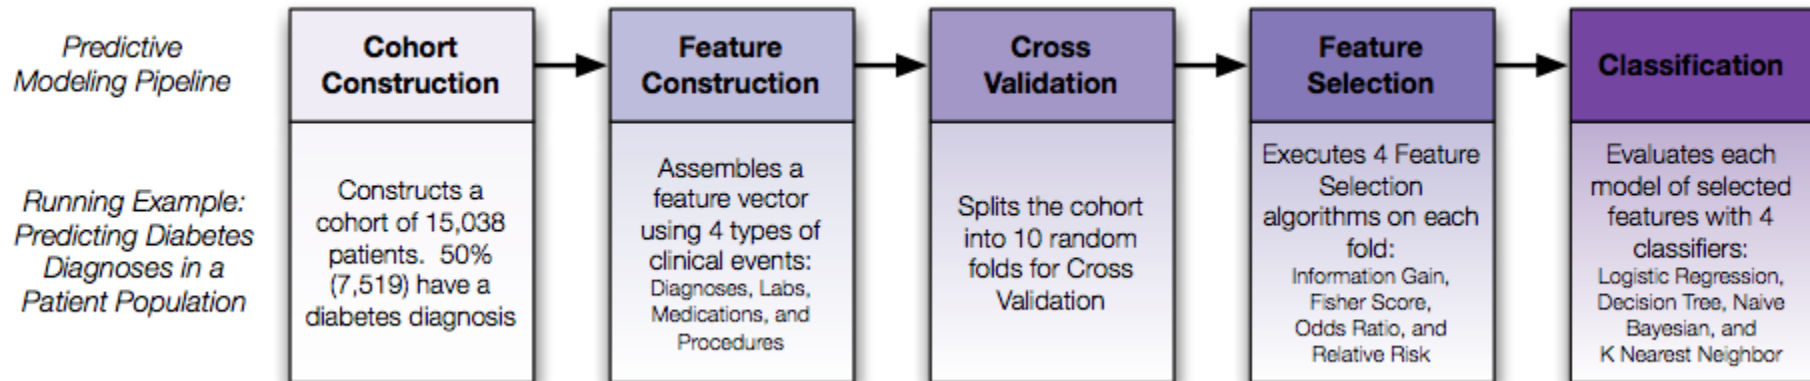 Predictive
Modeling Pipeline
Cohort
Construction
Feature
Construction
Cross
Validation
Feature
Selection
Classification
Running Example:
Predicting Diabetes
Diagnoses in a
Patient Population
Constructs a
cohort of 15,038
patients.  50%
(7,519) have a
diabetes diagnosis
Assembles a
feature vector
using 4 types of
clinical events:
Diagnoses, Labs,
Medications, and
Procedures
Splits the cohort
into 10 random
folds for Cross
Validation
Executes 4 Feature
Selection
algorithms on each
fold:
Information Gain,
Fisher Score,
Odds Ratio, and
Relative Risk
Evaluates each
model of selected
features with 4
classifiers:
Logistic Regression,
Decision Tree, Naive
Bayesian, and
K Nearest Neighbor